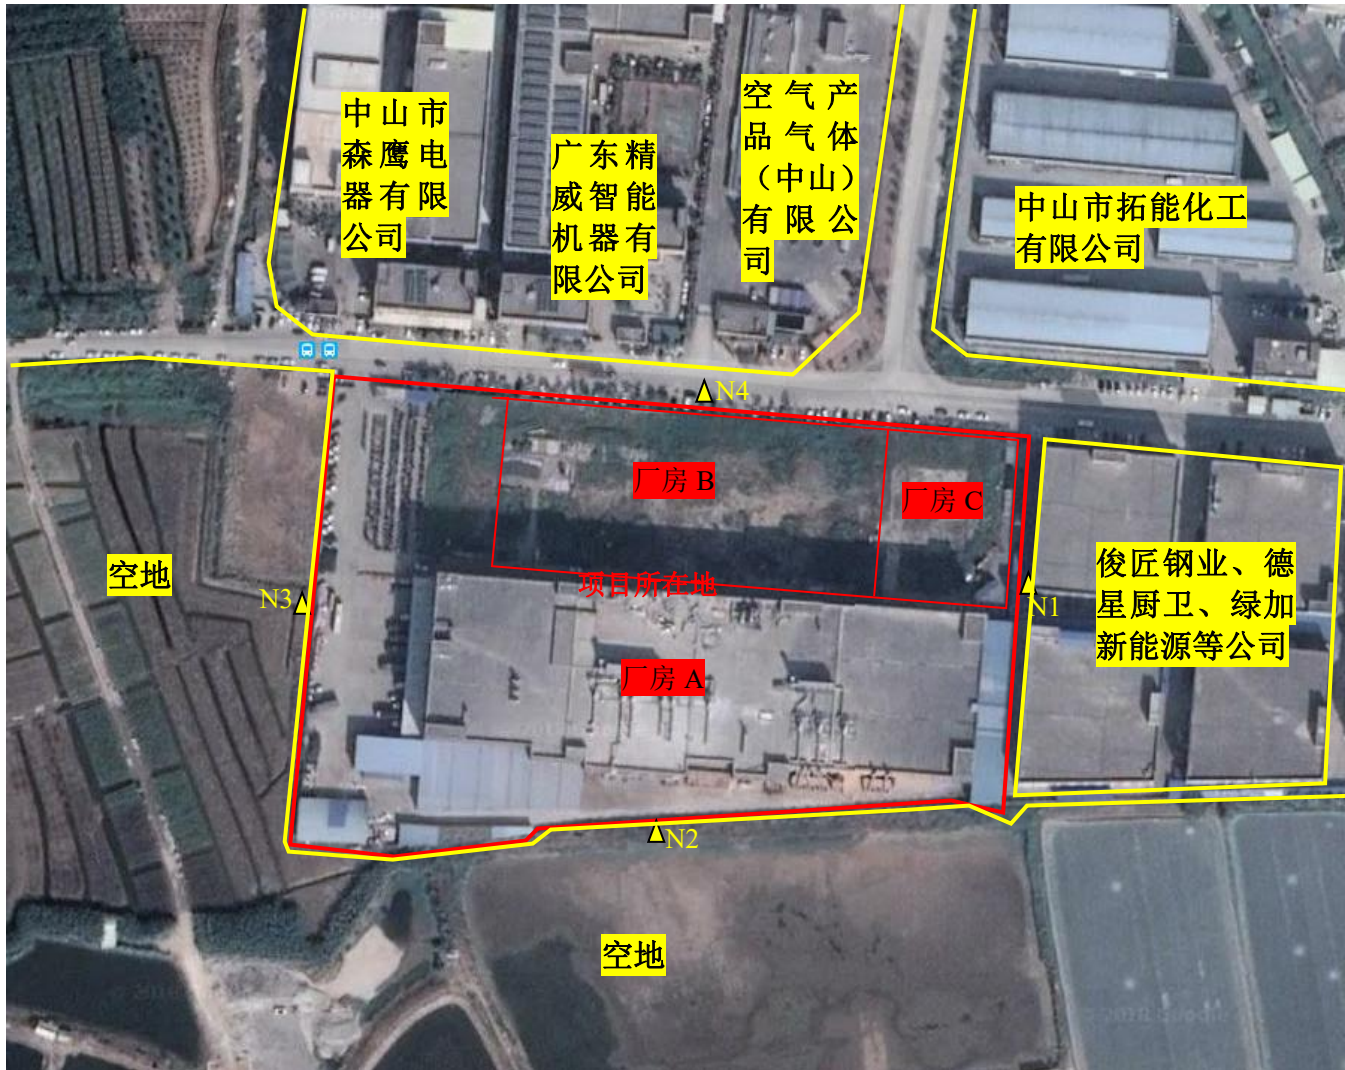 中山市
森鹰电
器有限
公司
广东精
威智能
机器有
限公司
空气产
品气体
（中山）
有限公
司
中山市拓能化工
有限公司
N4
厂房 B
厂房 C
空地
N3
项目所在地
N1
俊匠钢业、德
星厨卫、绿加
新能源等公司
厂房 A
N2
空地